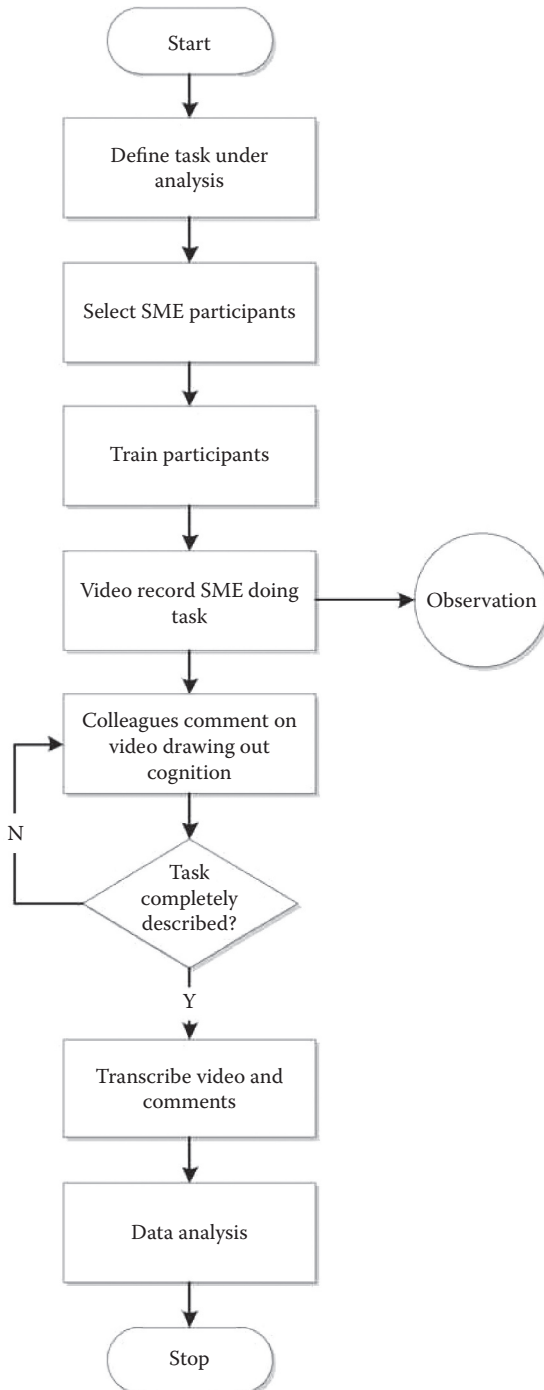 Start
Define task under
analysis
Select SME participants
Train participants
Video record SME doing
task
Observation
Colleagues comment on
video drawing out
cognition
N
Task
completely
described?
Y
Transcribe video and
comments
Data analysis
Stop